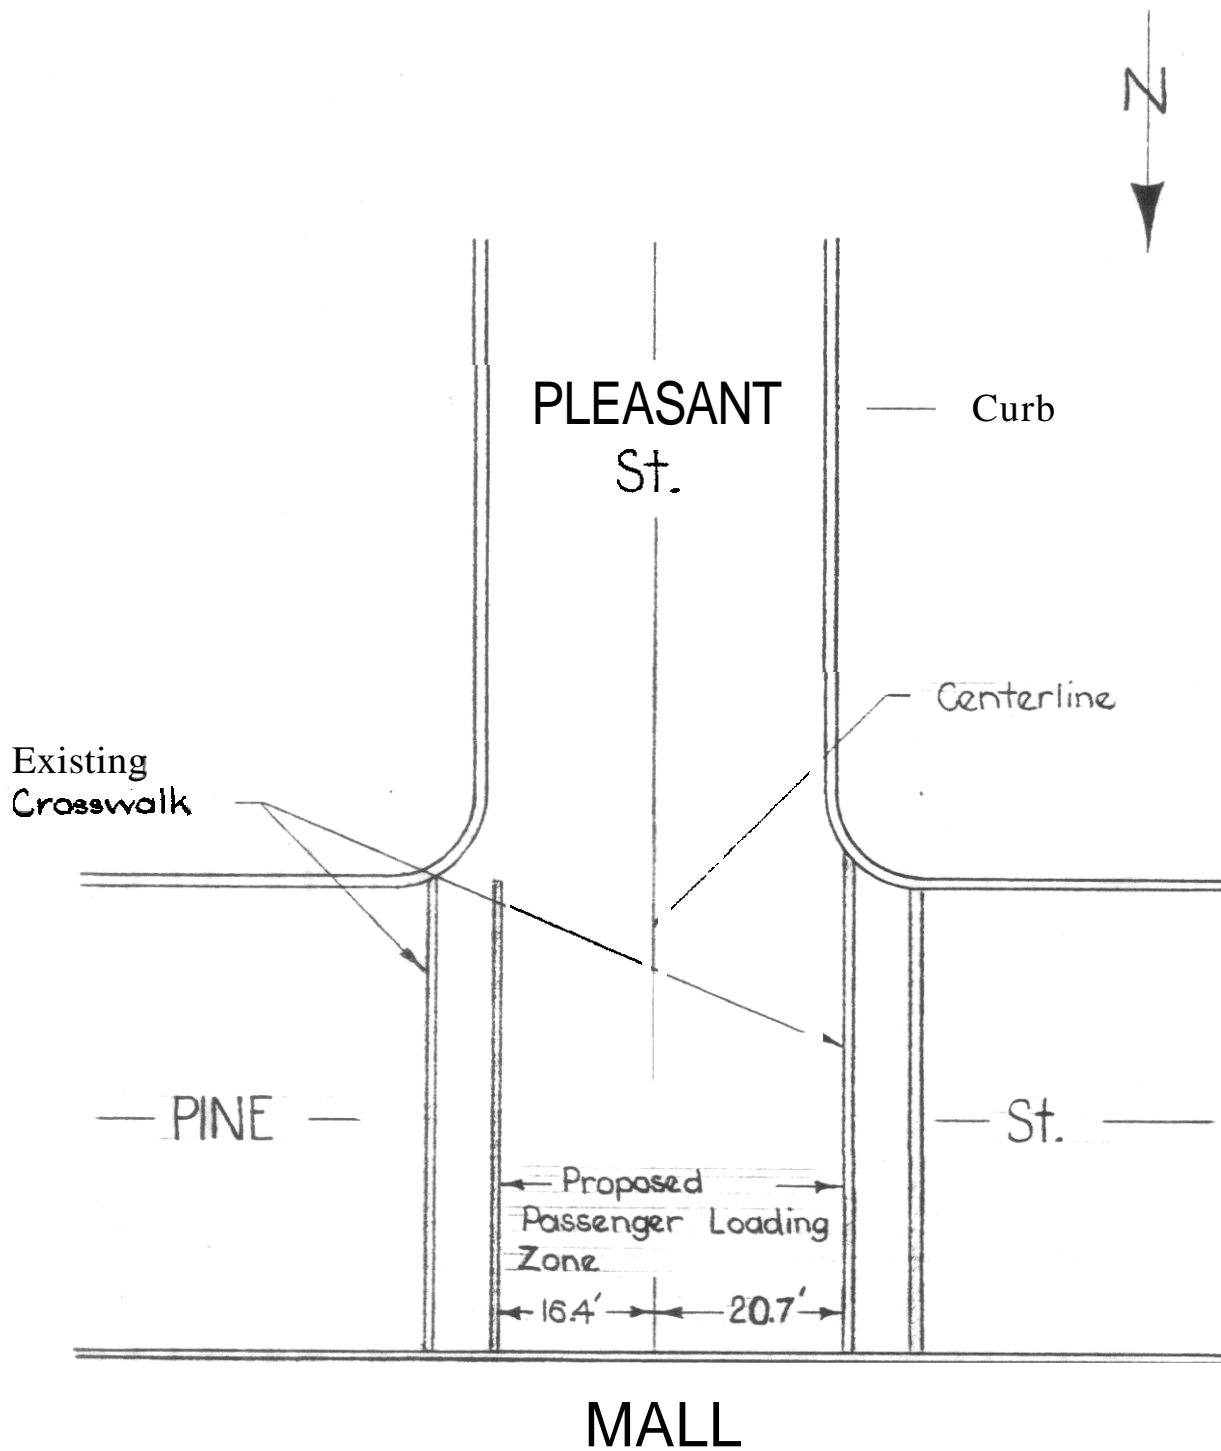 N
PLEASANT
St.
Curb
Centerline
Existing
Crosswalk
PINE
St.
Proposed
Passenger Loading
Zone
16.4'
20.7'
MALL